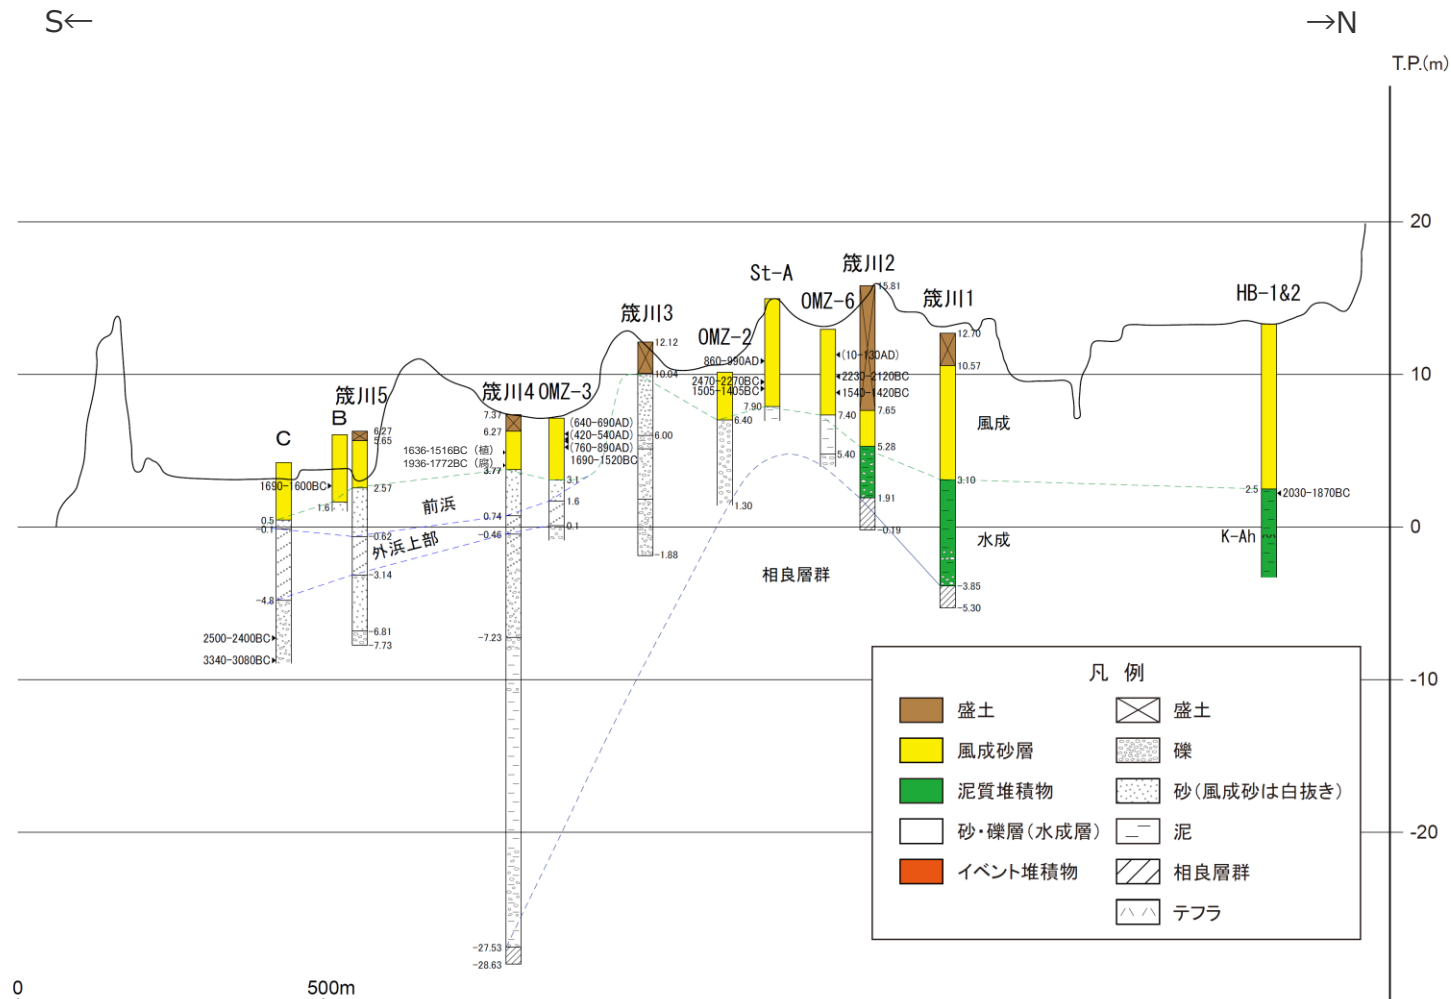 S←
→N
T.P.(m)
20
10
0
-10
-20
C
0.5
-0.1
-4.8
2500-2400BC
3340-3080BC
B
1690-1600BC
1.6
筬川5
6.27
5.65
2.57
-0.62
-3.14
-6.81
-7.73
前浜
外浜上部
筬川4
7.37
6.27
1636-1516BC (植)
1936-1772BC (腐)
3.77
0.74
-0.46
-7.23
-27.53
-28.63
OMZ-3
(640-690AD)
(420-540AD)
(760-890AD)
1690-1520BC
3.1
1.6
0.1
筬川3
12.12
10.04
6.00
-1.88
OMZ-2
6.40
1.30
St-A
860-990AD
2470-2270BC
1505-1405BC
7.90
OMZ-6
(10-130AD)
2230-2120BC
1540-1420BC
7.40
5.40
筬川2
15.81
7.65
5.28
1.91
-0.19
筬川1
12.70
10.57
3.10
-3.85
-5.30
風成
水成
相良層群
HB-1&2
2.5
2030-1870BC
K-Ah
凡 例
盛土
盛土
風成砂層
礫
泥質堆積物
砂(風成砂は白抜き)
砂・礫層(水成層)
泥
イベント堆積物
相良層群
テフラ
0
500m